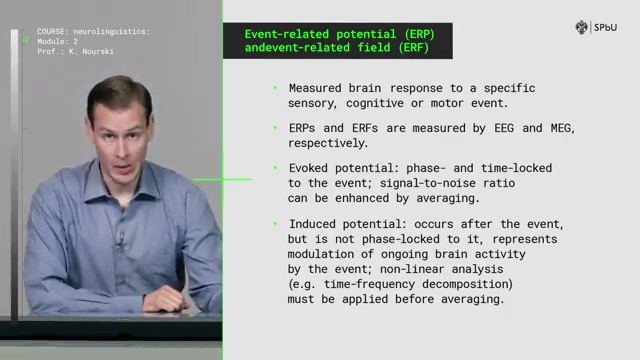 COURSE: neurolinguistics:
Module: 2
Prof.: K. Nourski
Event-related potential (ERP)
andevent-related field (ERF)
SPbU
• Measured brain response to a specific
sensory, cognitive or motor event.
• ERPs and ERFs are measured by EEG and MEG,
respectively.
• Evoked potential: phase- and time-locked
to the event; signal-to-noise ratio
can be enhanced by averaging.
• Induced potential: occurs after the event,
but is not phase-locked to it, represents
modulation of ongoing brain activity
by the event; non-linear analysis
(e.g. time-frequency decomposition)
must be applied before averaging.